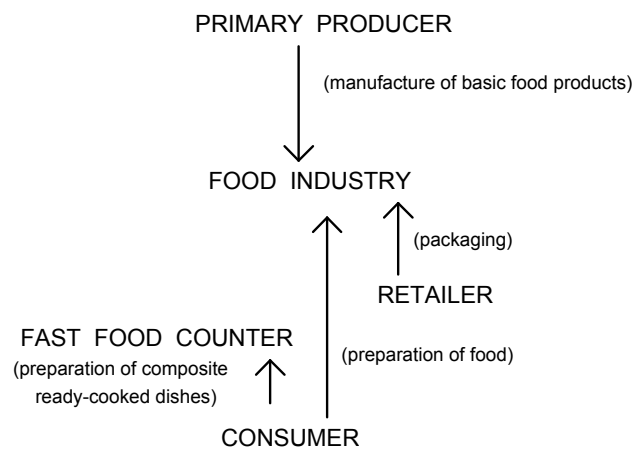 PRIMARY PRODUCER
(manufacture of basic food products)
FOOD INDUSTRY
(packaging)
RETAILER
FAST FOOD COUNTER
(preparation of composite
ready-cooked dishes)
(preparation of food)
CONSUMER